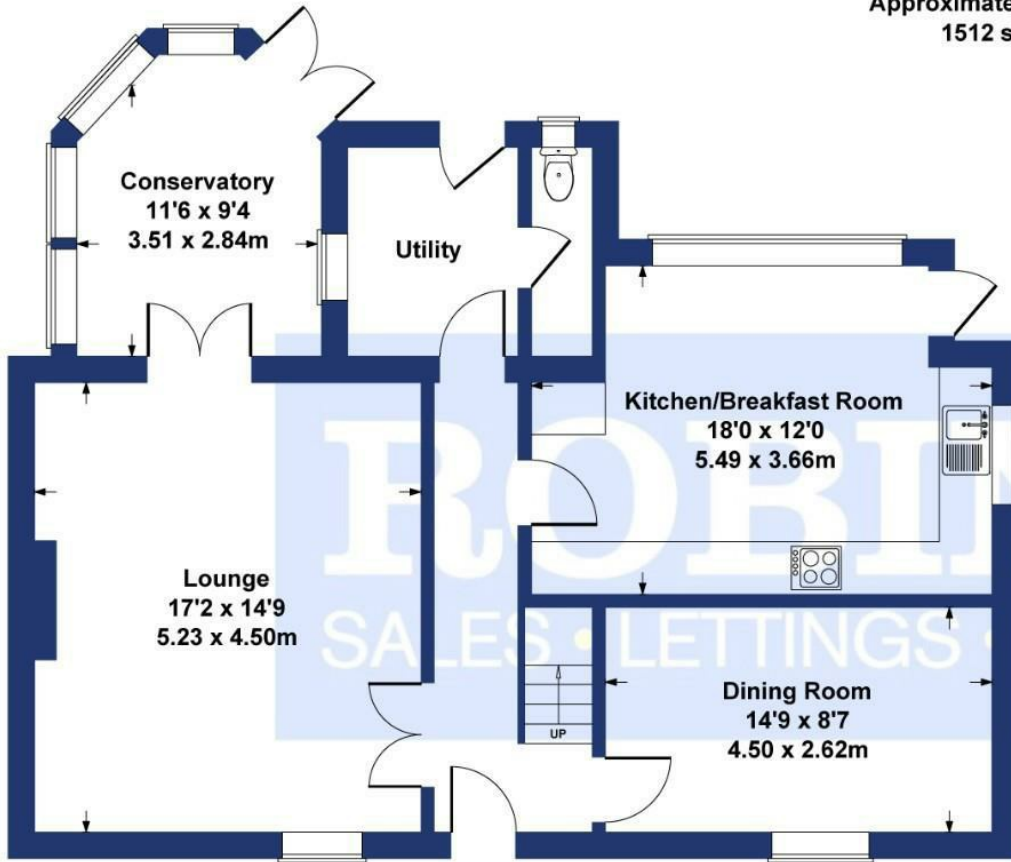 Approximate
1512 s
Conservatory
11'6 x 9'4
3.51 x 2.84m
Utility
Kitchen/Breakfast Room
18'0 x 12'0
5.49 x 3.66m
ROBIN
Lounge
17'2 x 14'9
5.23 x 4.50m
SALES • LETTINGS •
Dining Room
14'9 x 8'7
4.50 x 2.62m
UP